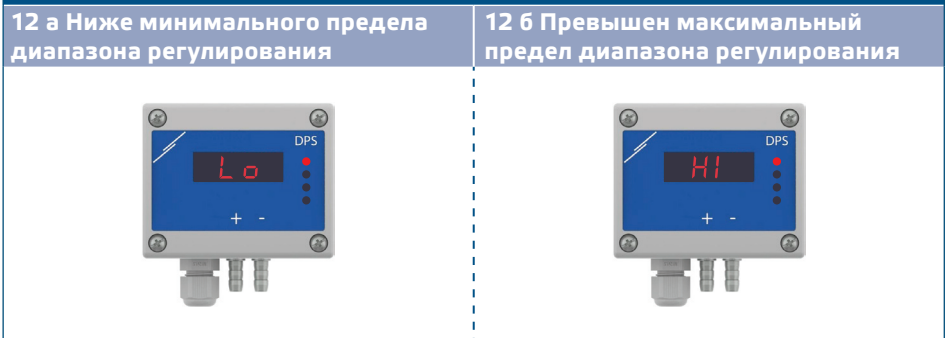 12 а Ниже минимального предела
диапазона регулирования
12 б Превышен максимальный
предел диапазона регулирования
DPS
Lo
+ -
DPS
HI
+ -